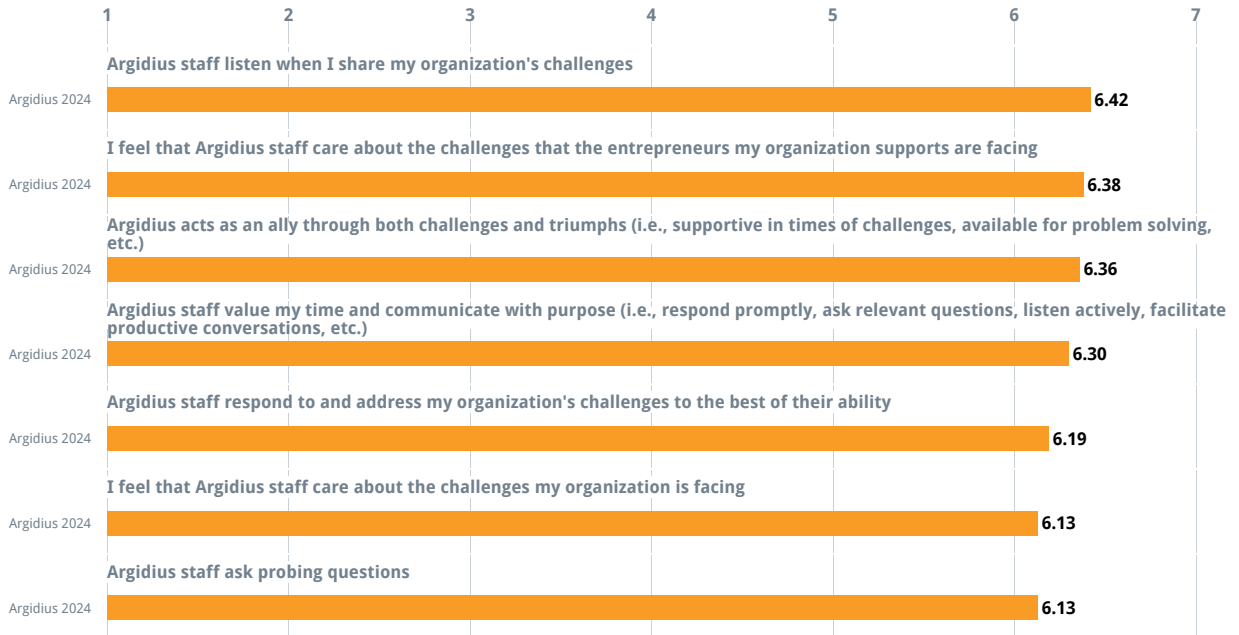 1 2 3 4 5 6 7
Argidius staff listen when I share my organization's challenges
Argidius 2024 6.42
I feel that Argidius staff care about the challenges that the entrepreneurs my organization supports are facing
Argidius 2024 6.38
Argidius acts as an ally through both challenges and triumphs (i.e., supportive in times of challenges, available for problem solving,
etc.)
Argidius 2024 6.36
Argidius staff value my time and communicate with purpose (i.e., respond promptly, ask relevant questions, listen actively, facilitate
productive conversations, etc.)
Argidius 2024 6.30
Argidius staff respond to and address my organization's challenges to the best of their ability
Argidius 2024 6.19
I feel that Argidius staff care about the challenges my organization is facing
Argidius 2024 6.13
Argidius staff ask probing questions
Argidius 2024 6.13